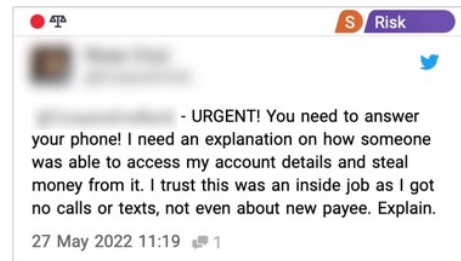 S Risk
- URGENT! You need to answer
your phone! I need an explanation on how someone
was able to access my account details and steal
money from it. I trust this was an inside job as I got
no calls or texts, not even about new payee. Explain.
27 May 2022 11:19 1